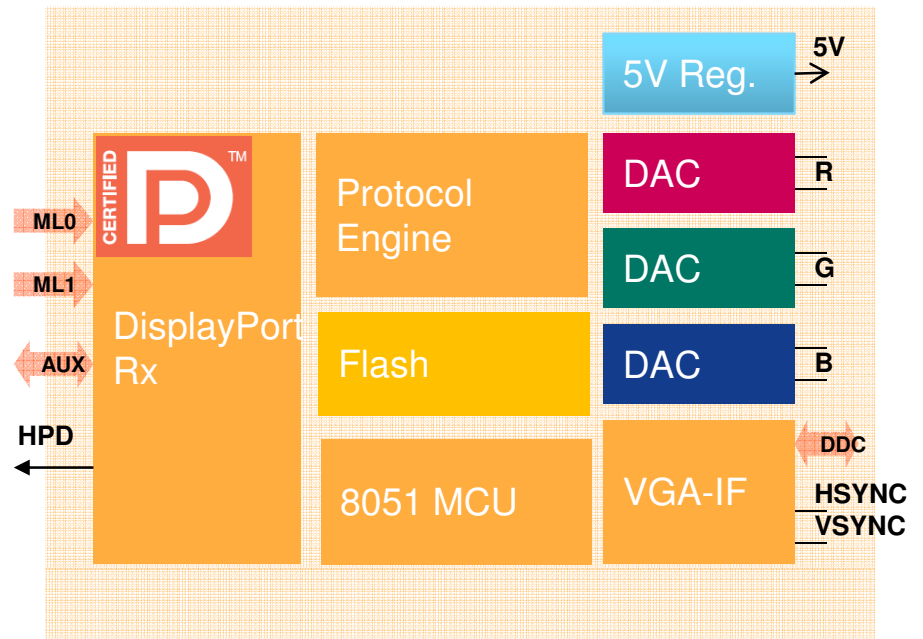 5V
5V Reg.
CERTIFIED
TM
DAC
R
Protocol
Engine
ML0
DAC
G
ML1
DisplayPort
Rx
Flash
DAC
B
AUX
HPD
8051 MCU
VGA-IF
DDC
HSYNC
VSYNC